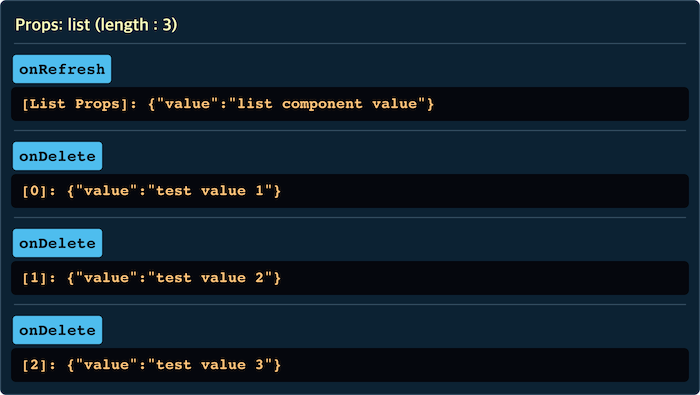 Props: list (length : 3)
onRefresh
[List Props]: {"value":"list component value"}
onDelete
[0]: {"value":"test value 1"}
onDelete
[1]: {"value":"test value 2"}
onDelete
[2]: {"value":"test value 3"}